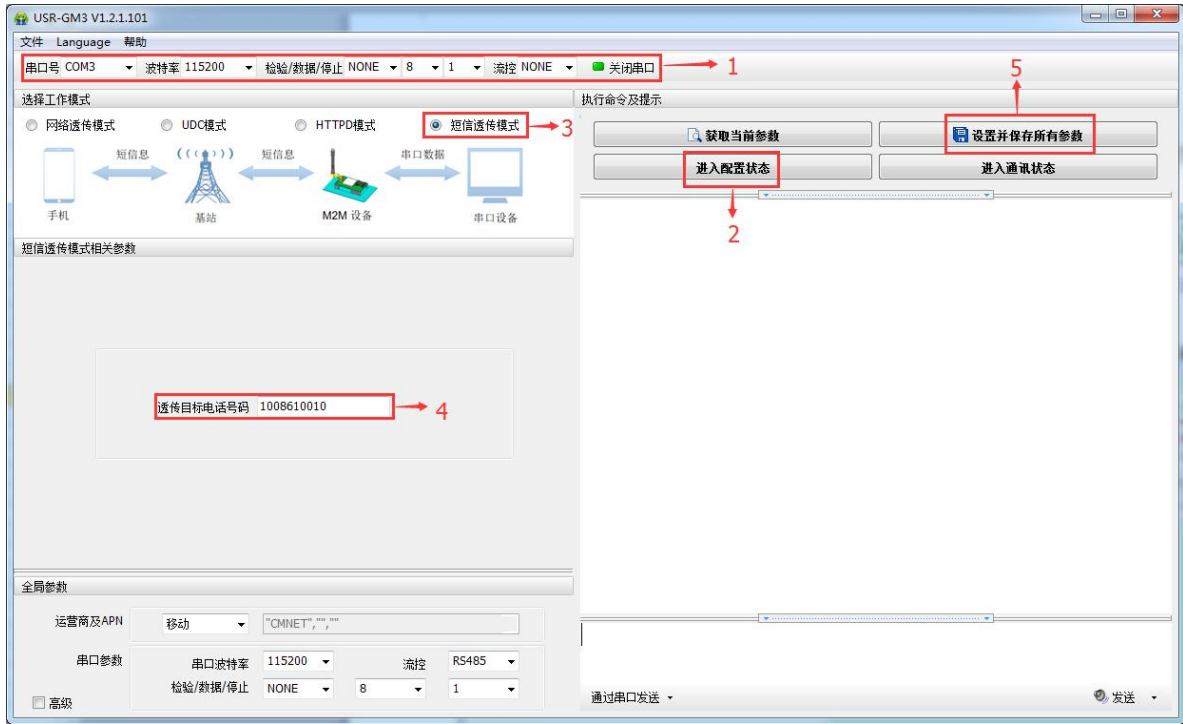 USR-GM3 V1.2.1.101
文件 Language 帮助
串口号 COM3 波特率 115200 检验/数据/停止 NONE 8 1 流控 NONE 关闭串口 1
选择工作模式
网络透传模式 UDC模式 HTTPD模式 短信透传模式 3
短信息 短信息 串口数据
手机 基站 M2M 设备 串口设备
短信透传模式相关参数
透传目标电话号码 1008610010 4
全局参数
运营商及APN 移动 "CMNET","",""
串口参数 串口波特率 115200 流控 RS485
检验/数据/停止 NONE 8 1
高级
执行命令及提示
5
获取当前参数 设置并保存所有参数
进入配置状态 进入通讯状态
2
通过串口发送 发送